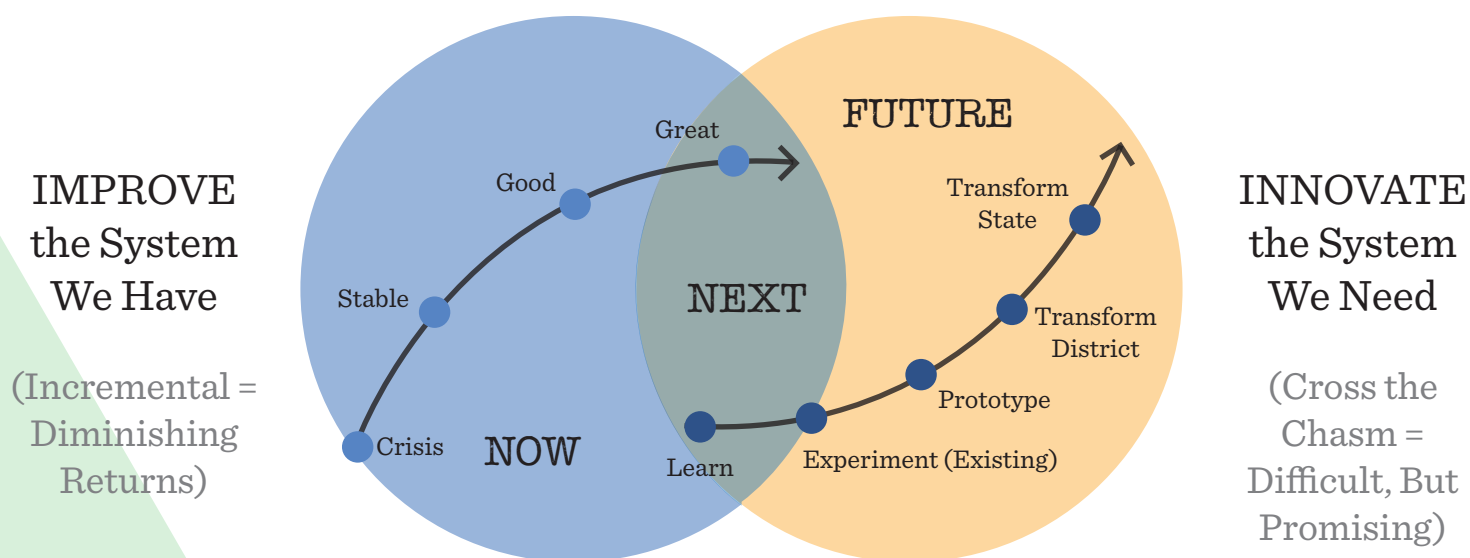 IMPROVE
the System
We Have
(Incremental =
Diminishing
Returns)
Great
Good
Stable
Crisis
NOW
NEXT
Learn
FUTURE
Transform
State
Transform
District
Prototype
Experiment (Existing)
INNOVATE
the System
We Need
(Cross the
Chasm =
Difficult, But
Promising)